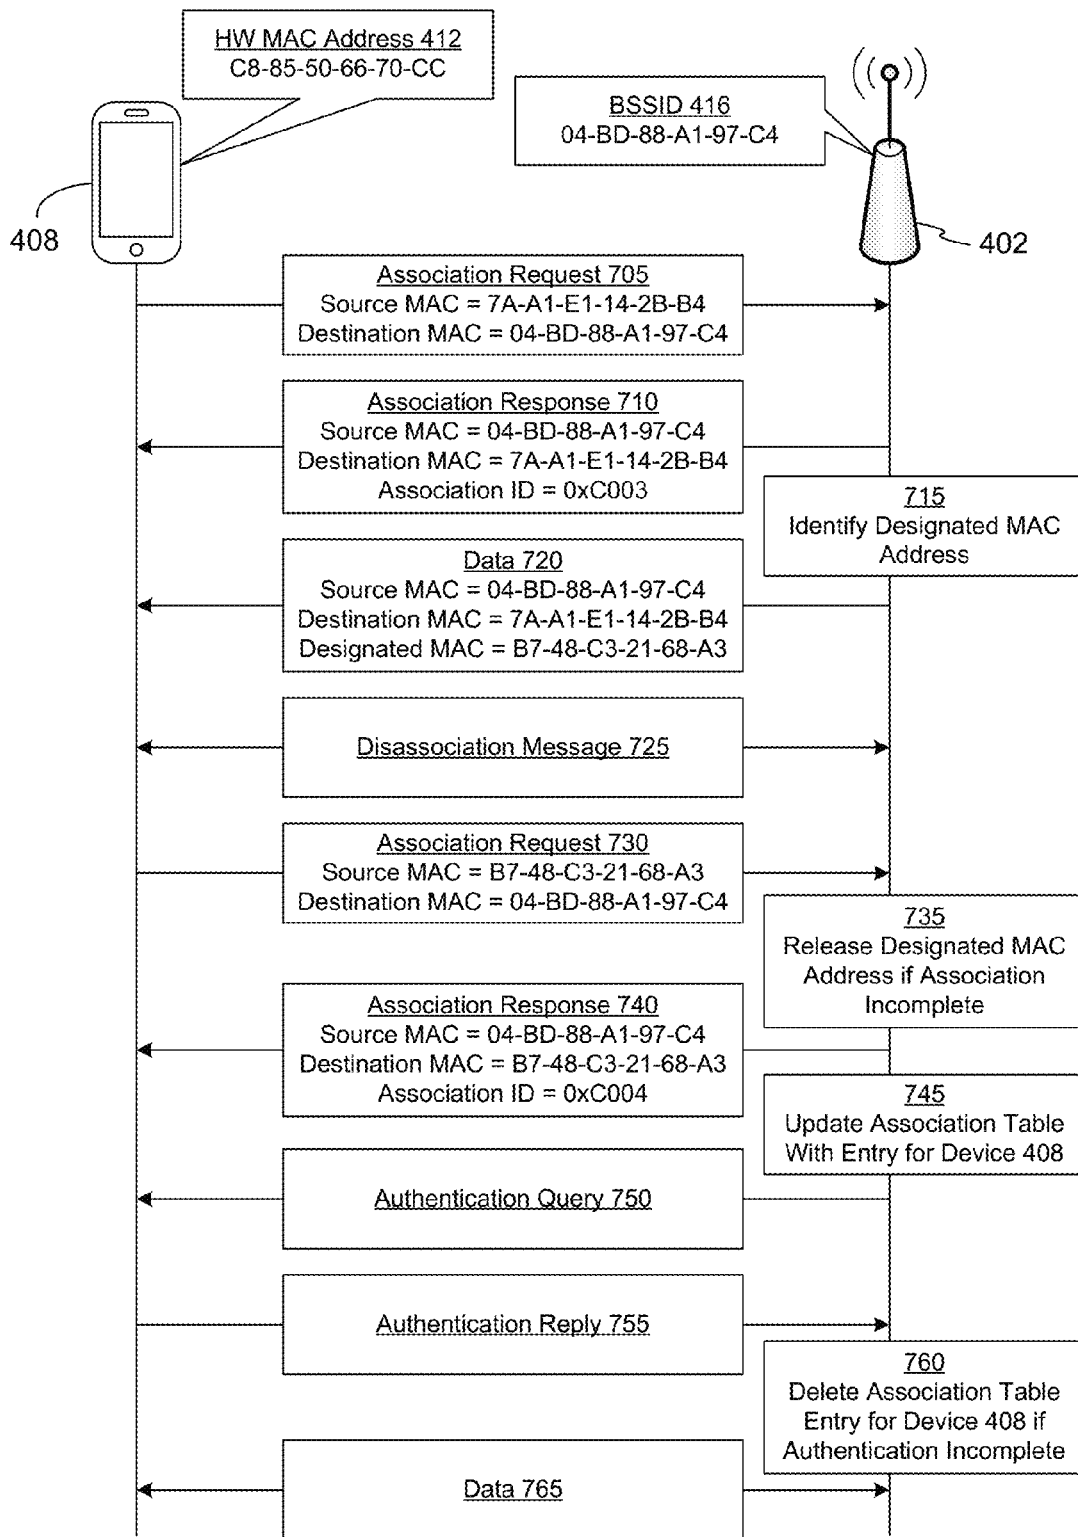 HW MAC Address 412
C8-85-50-66-70-CC
BSSID 416
04-BD-88-A1-97-C4
408
402
Association Request 705
Source MAC = 7A-A1-E1-14-2B-B4
Destination MAC = 04-BD-88-A1-97-C4
Association Response 710
Source MAC = 04-BD-88-A1-97-C4
Destination MAC = 7A-A1-E1-14-2B-B4
Association ID = 0xC003
715
Identify Designated MAC
Address
Data 720
Source MAC = 04-BD-88-A1-97-C4
Destination MAC = 7A-A1-E1-14-2B-B4
Designated MAC = B7-48-C3-21-68-A3
Disassociation Message 725
Association Request 730
Source MAC = B7-48-C3-21-68-A3
Destination MAC = 04-BD-88-A1-97-C4
735
Release Designated MAC
Address if Association
Incomplete
Association Response 740
Source MAC = 04-BD-88-A1-97-C4
Destination MAC = B7-48-C3-21-68-A3
Association ID = 0xC004
745
Update Association Table
With Entry for Device 408
Authentication Query 750
Authentication Reply 755
760
Delete Association Table
Entry for Device 408 if
Authentication Incomplete
Data 765